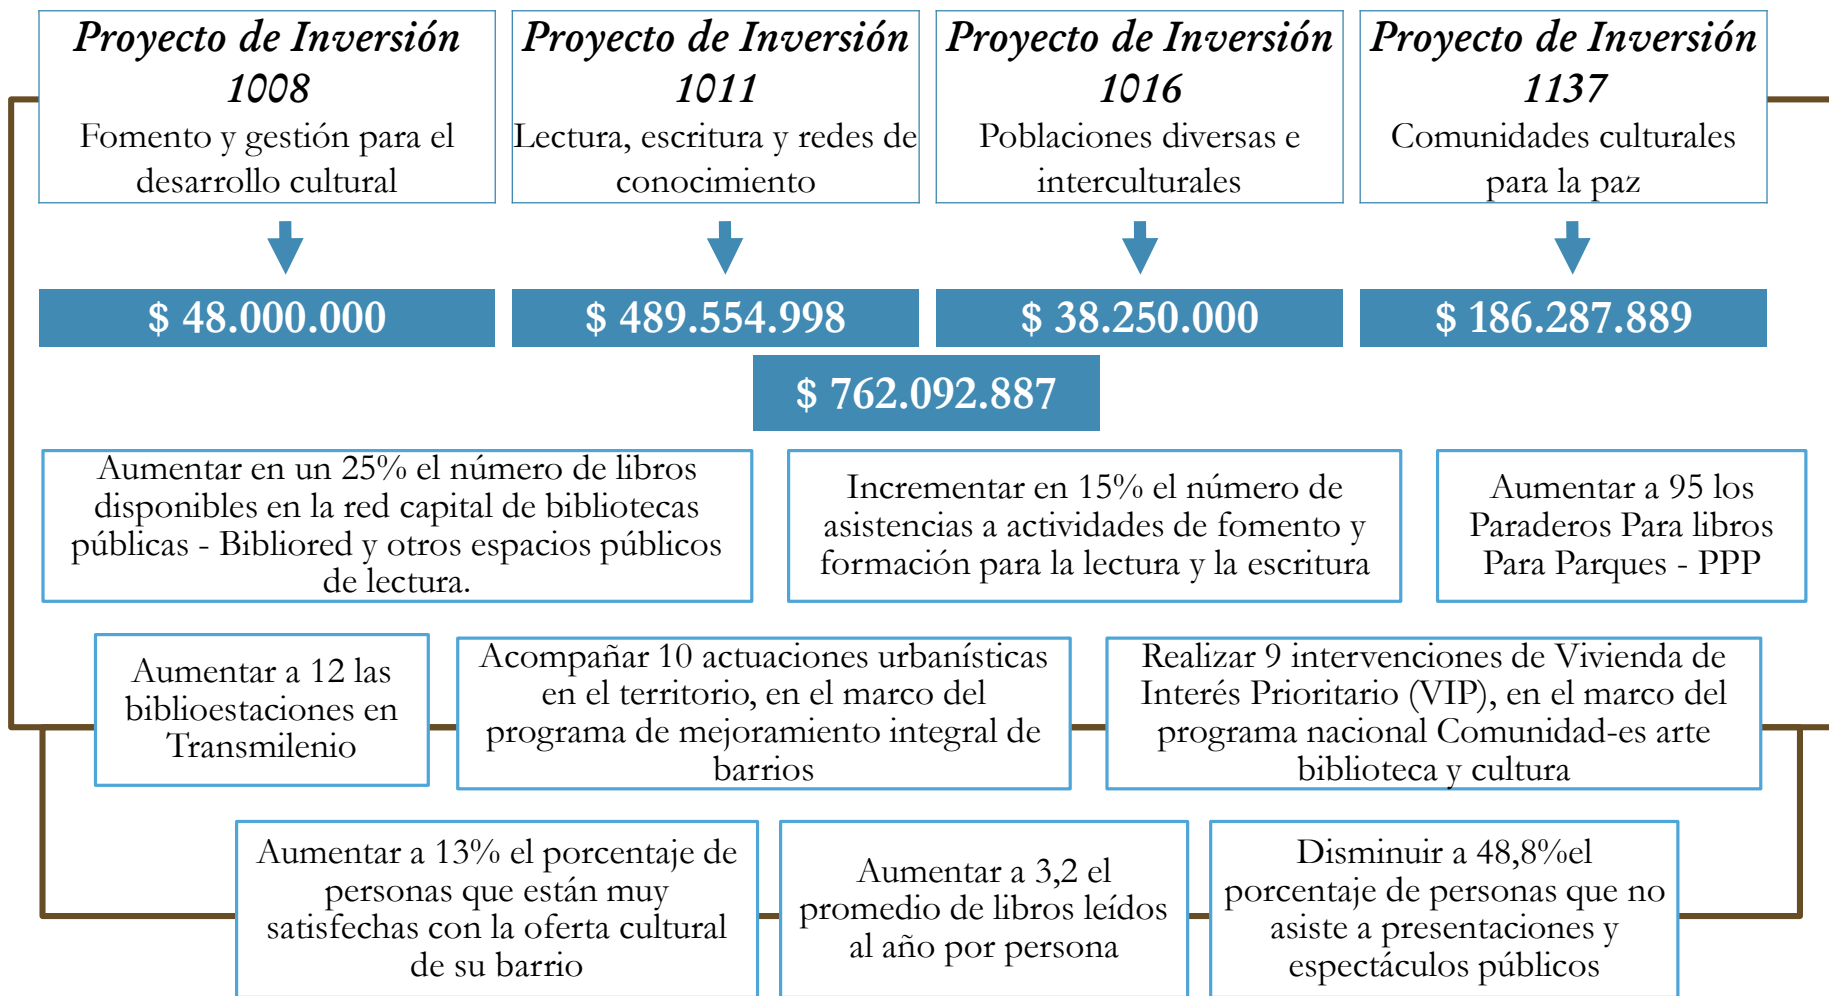 Proyecto de Inversión
1008
Fomento y gestión para el
desarrollo cultural
Proyecto de Inversión
1011
Lectura, escritura y redes de
conocimiento
Proyecto de Inversión
1016
Poblaciones diversas e
interculturales
Proyecto de Inversión
1137
Comunidades culturales
para la paz
$ 48.000.000
$ 489.554.998
$ 38.250.000
$ 186.287.889
$ 762.092.887
Aumentar en un 25% el número de libros
disponibles en la red capital de bibliotecas
públicas - Bibliored y otros espacios públicos
de lectura.
Incrementar en 15% el número de
asistencias a actividades de fomento y
formación para la lectura y la escritura
Aumentar a 95 los
Paraderos Para libros
Para Parques - PPP
Aumentar a 12 las
biblioestaciones en
Transmilenio
Acompañar 10 actuaciones urbanísticas
en el territorio, en el marco del
programa de mejoramiento integral de
barrios
Realizar 9 intervenciones de Vivienda de
Interés Prioritario (VIP), en el marco del
programa nacional Comunidad-es arte
biblioteca y cultura
Aumentar a 13% el porcentaje de
personas que están muy
satisfechas con la oferta cultural
de su barrio
Aumentar a 3,2 el
promedio de libros leídos
al año por persona
Disminuir a 48,8%el
porcentaje de personas que no
asiste a presentaciones y
espectáculos públicos